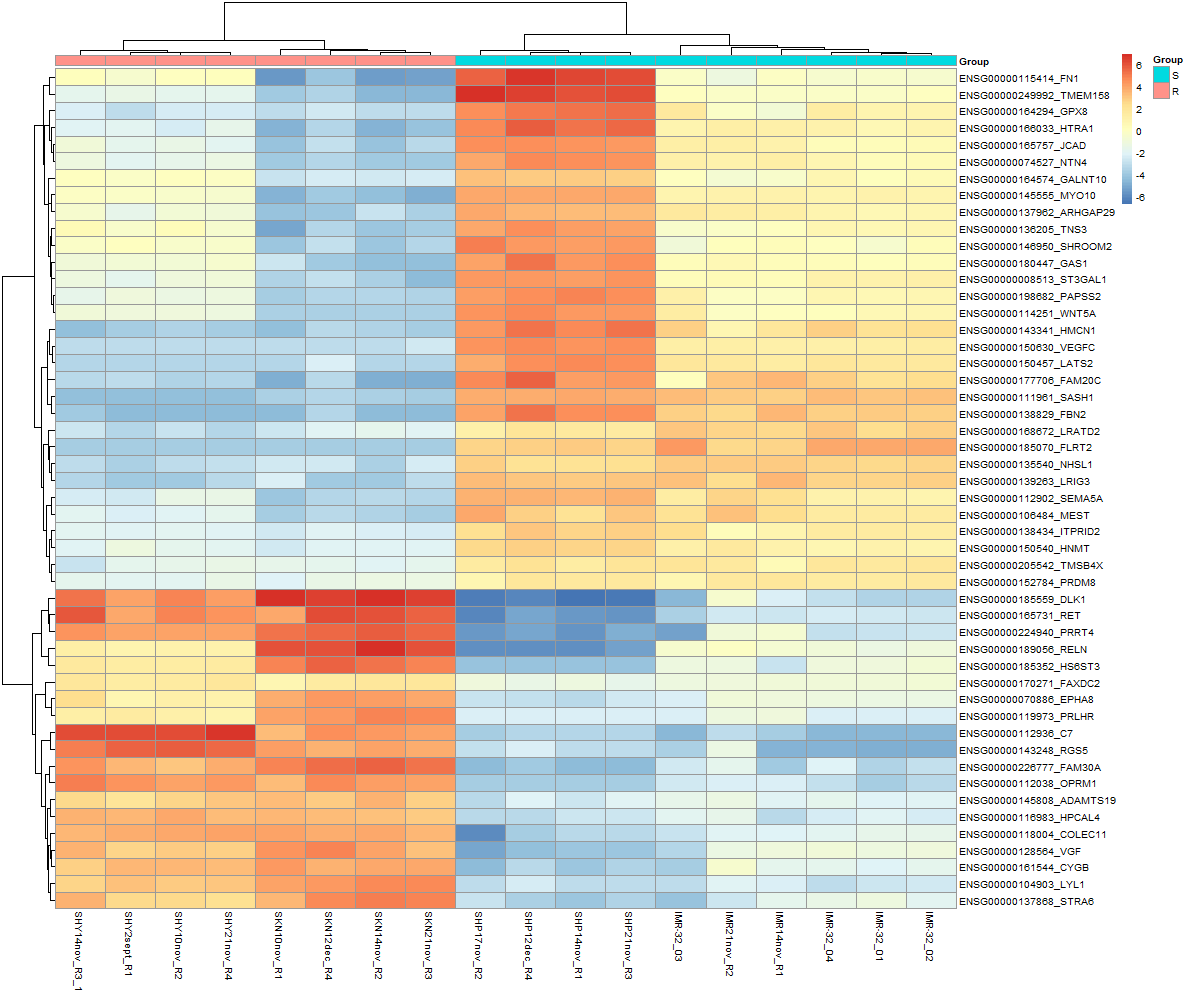 Group
6
4
2
0
-2
-4
-6
Group
S
R
ENSG00000115414_FN1
ENSG00000249992_TMEM158
ENSG00000164294_GPX8
ENSG00000166033_HTRA1
ENSG00000165757_JCAD
ENSG00000074527_NTN4
ENSG00000164574_GALNT10
ENSG00000145555_MYO10
ENSG00000137962_ARHGAP29
ENSG00000136205_TNS3
ENSG00000146950_SHROOM2
ENSG00000180447_GAS1
ENSG00000008513_ST3GAL1
ENSG00000198682_PAPSS2
ENSG00000114251_WNT5A
ENSG00000143341_HMCN1
ENSG00000150630_VEGFC
ENSG00000150457_LATS2
ENSG00000177706_FAM20C
ENSG00000111961_SASH1
ENSG00000138829_FBN2
ENSG00000168672_LRATD2
ENSG00000185070_FLRT2
ENSG00000135540_NHSL1
ENSG00000139263_LRIG3
ENSG00000112902_SEMA5A
ENSG00000106484_MEST
ENSG00000138434_ITPRID2
ENSG00000150540_HNMT
ENSG00000205542_TMSB4X
ENSG00000152784_PRDM8
ENSG00000185559_DLK1
ENSG00000165731_RET
ENSG00000224940_PRRT4
ENSG00000189056_RELN
ENSG00000185352_HS6ST3
ENSG00000170271_FAXDC2
ENSG00000070886_EPHA8
ENSG00000119973_PRLHR
ENSG00000112936_C7
ENSG00000143248_RGS5
ENSG00000226777_FAM30A
ENSG00000112038_OPRM1
ENSG00000145808_ADAMTS19
ENSG00000116983_HPCAL4
ENSG00000118004_COLEC11
ENSG00000128564_VGF
ENSG00000161544_CYGB
ENSG00000104903_LYL1
ENSG00000137868_STRA6
SHY14nov_R3_1
SHY2sept_R1
SHY10nov_R2
SHY21nov_R4
SKN10nov_R1
SKN12dec_R4
SKN14nov_R2
SKN21nov_R3
SHP17nov_R2
SHP12dec_R4
SHP14nov_R1
SHP21nov_R3
IMR-32_03
IMR21nov_R2
IMR14nov_R1
IMR-32_04
IMR-32_01
IMR-32_02